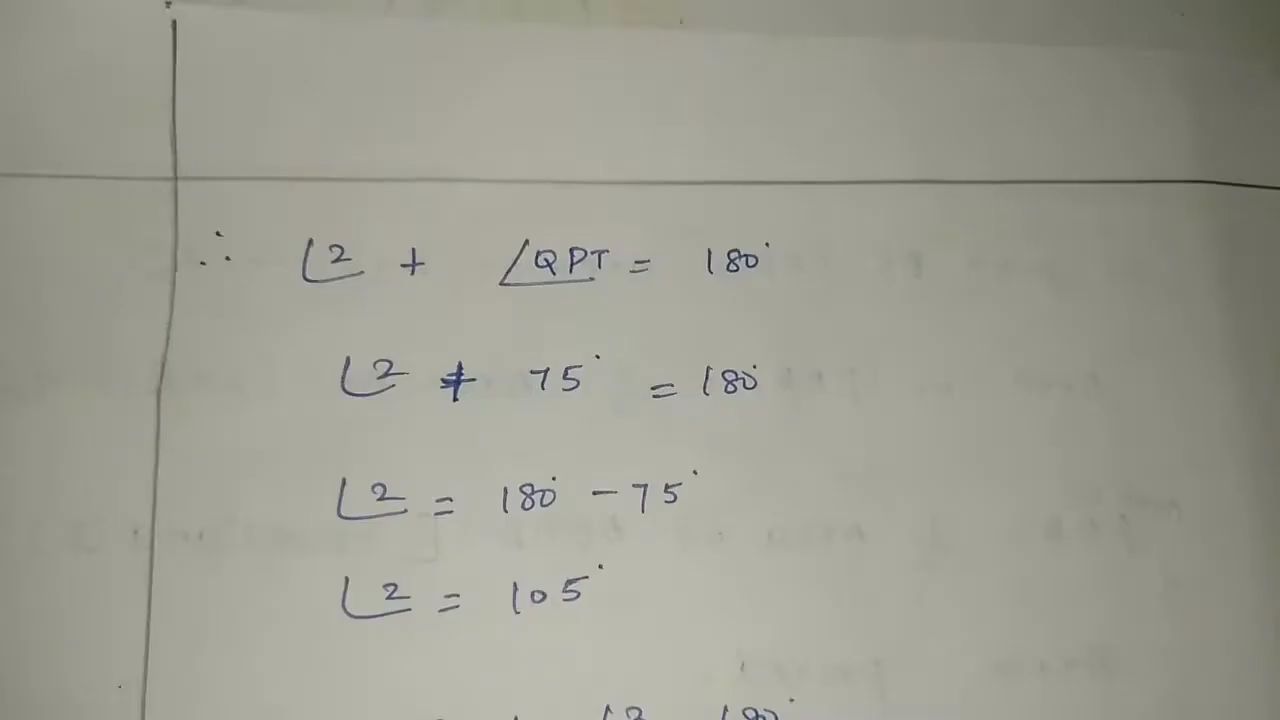 ∴ ∠2 + ∠QPT = 180°
∠2 + 75° = 180°
∠2 = 180° - 75°
∠2 = 105°